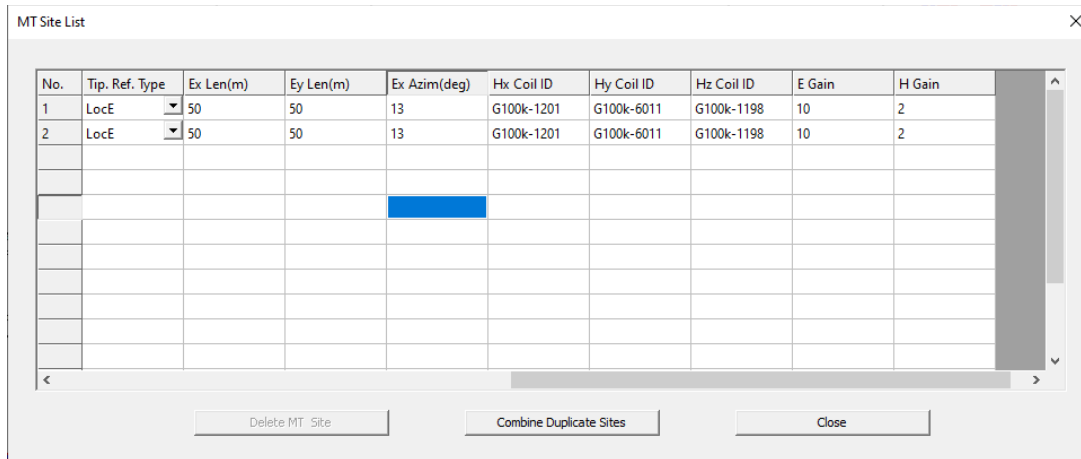 MT Site List
No. Tip. Ref. Type Ex Len(m) Ey Len(m) Ex Azim(deg) Hx Coil ID Hy Coil ID Hz Coil ID E Gain H Gain
1 LocE 50 50 13 G100k-1201 G100k-6011 G100k-1198 10 2
2 LocE 50 50 13 G100k-1201 G100k-6011 G100k-1198 10 2
Delete MT Site Combine Duplicate Sites Close